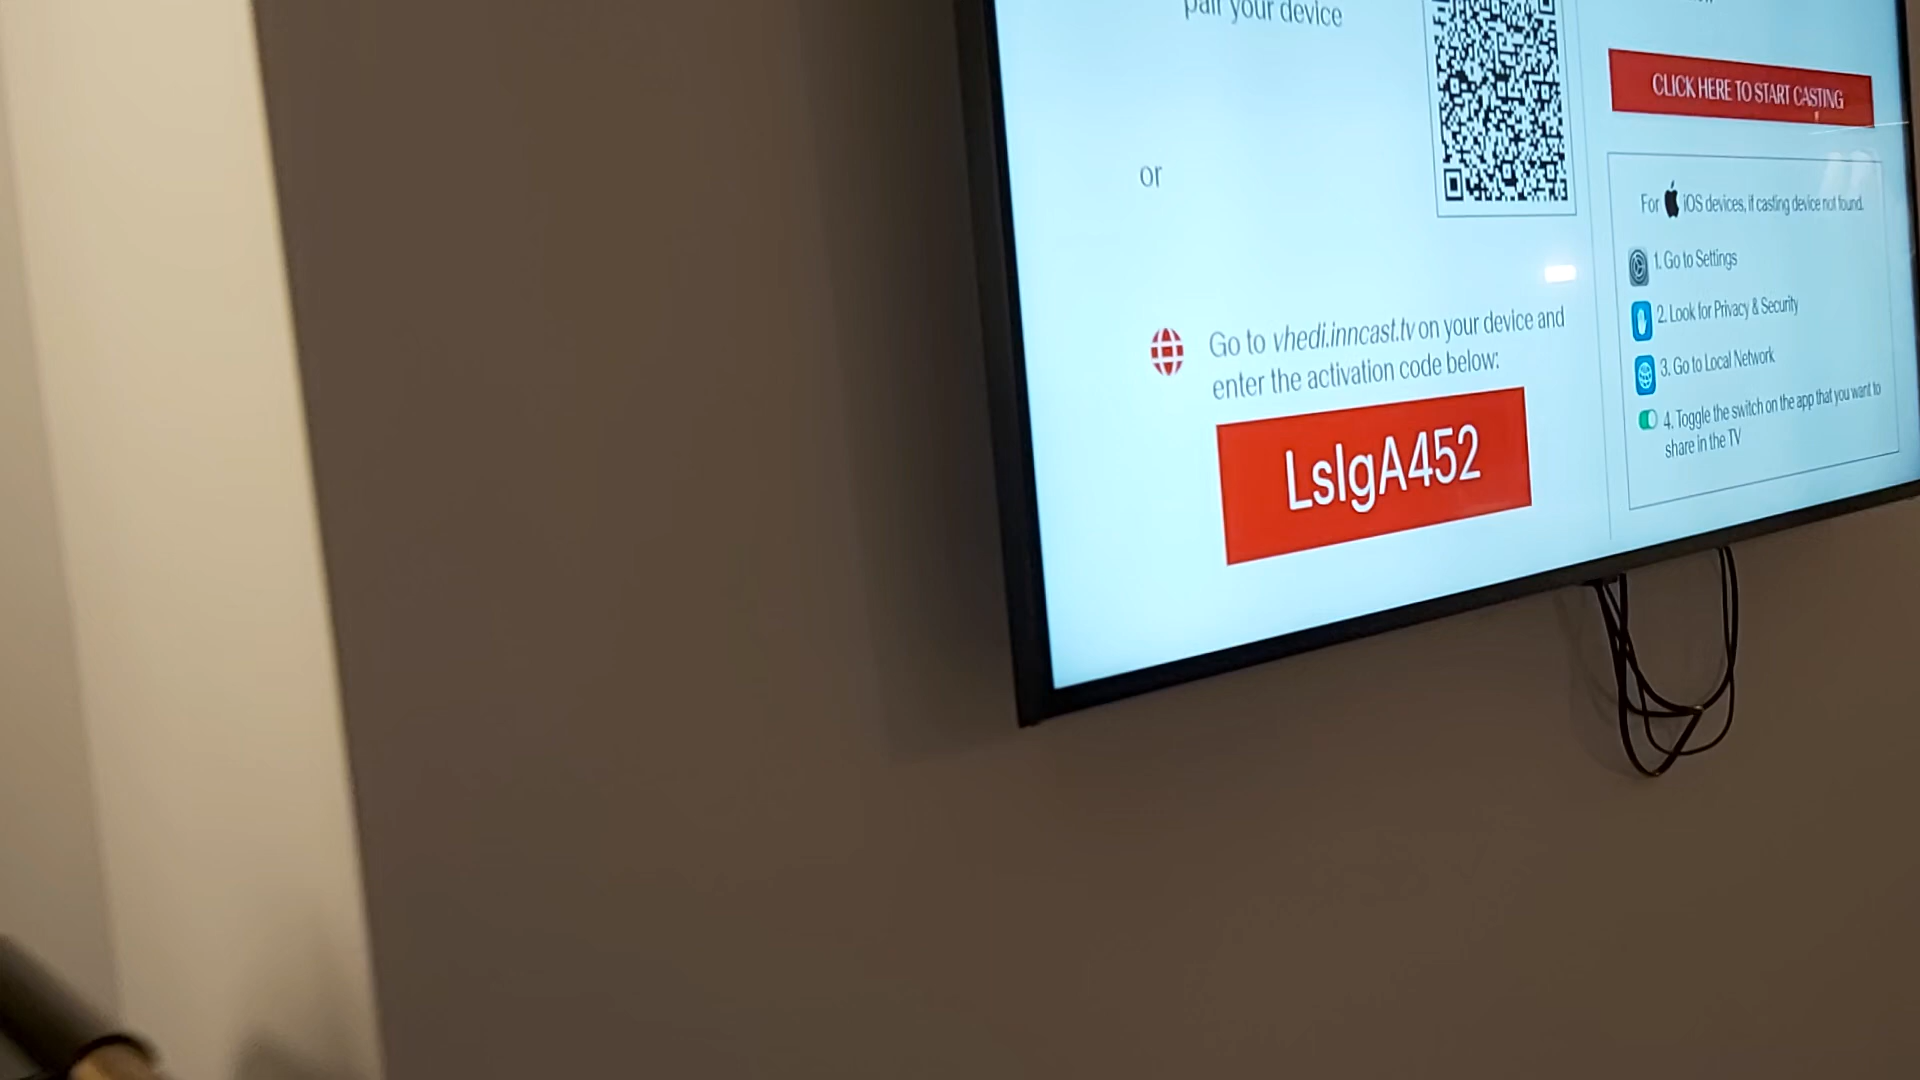 pair your device
or
Go to vhedi.inncast.tv on your device and
enter the activation code below:
LsIgA452
CLICK HERE TO START CASTING
For iOS devices, if casting device not found.
1. Go to Settings
2. Look for Privacy & Security
3. Go to Local Network
4. Toggle the switch on the app that you want to
share in the TV